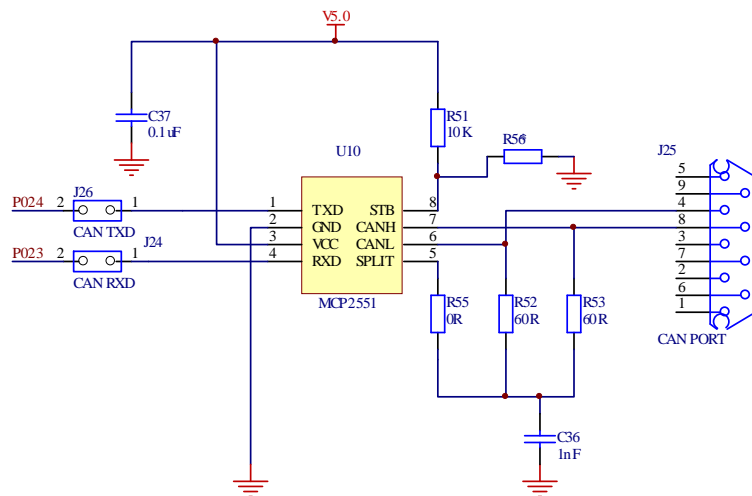 V5.0
C37
0.1uF
R51
10K
R56
U10
J25
P024 2 J26 1
CAN TXD
P023 2 J24 1
CAN RXD
1 TXD STB 8
2 GND CANH 7
3 VCC CANL 6
4 RXD SPLIT 5
MCP2551
5
9
4
8
3
7
2
6
1
CAN PORT
R55
0R
R52
60R
R53
60R
C36
1nF